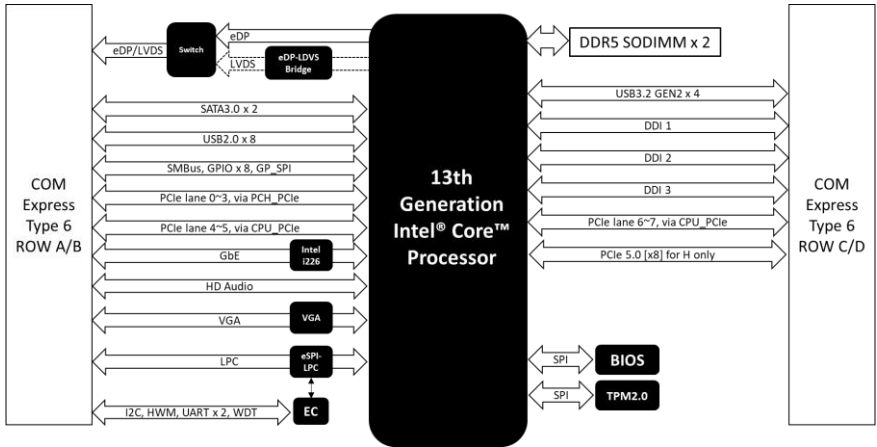 COM
Express
Type 6
ROW A/B
eDP/LVDS
Switch
eDP
LVDS
eDP-LDVS
Bridge
SATA3.0 x 2
USB2.0 x 8
SMBus, GPIO x 8, GP_SPI
PCIe lane 0~3, via PCH_PCIe
PCIe lane 4~5, via CPU_PCIe
GbE
Intel
i226
HD Audio
VGA
VGA
LPC
eSPI-
LPC
I2C, HWM, UART x 2, WDT
EC
13th
Generation
Intel® Core™
Processor
DDR5 SODIMM x 2
USB3.2 GEN2 x 4
DDI 1
DDI 2
DDI 3
PCIe lane 6~7, via CPU_PCIe
PCIe 5.0 [x8] for H only
SPI
BIOS
SPI
TPM2.0
COM
Express
Type 6
ROW C/D